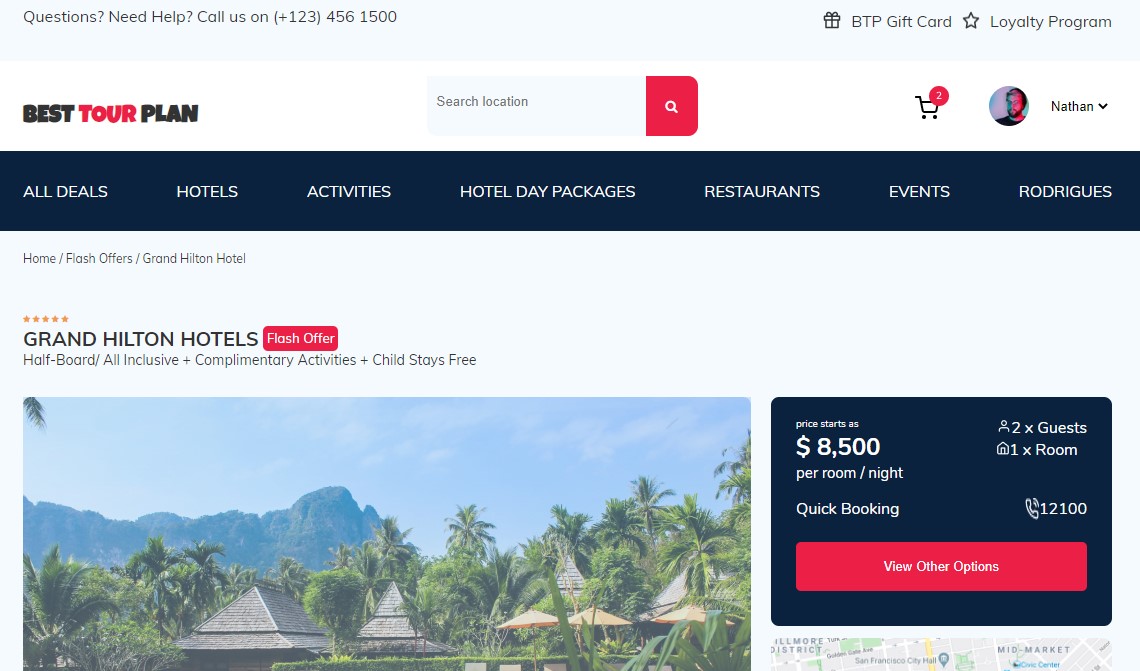 Questions? Need Help? Call us on (+123) 456 1500
BTP Gift Card
Loyalty Program
BEST TOUR PLAN
Search location
2
Nathan
ALL DEALS
HOTELS
ACTIVITIES
HOTEL DAY PACKAGES
RESTAURANTS
EVENTS
RODRIGUES
Home / Flash Offers / Grand Hilton Hotel
GRAND HILTON HOTELS Flash Offer
Half-Board/ All Inclusive + Complimentary Activities + Child Stays Free
price starts as
$ 8,500
per room / night
2 x Guests
1 x Room
Quick Booking
12100
View Other Options
MID-MARKET
Golden Gate Ave
San Francisco City Hall
Civic Center